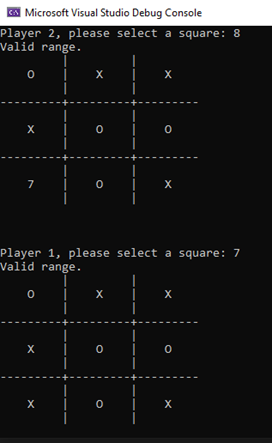 Microsoft Visual Studio Debug Console
Player 2, please select a square: 8
Valid range.
O | X | X
---------+---------+---------
X | O | O
---------+---------+---------
7 | O | X
Player 1, please select a square: 7
Valid range.
O | X | X
---------+---------+---------
X | O | O
---------+---------+---------
X | O | X